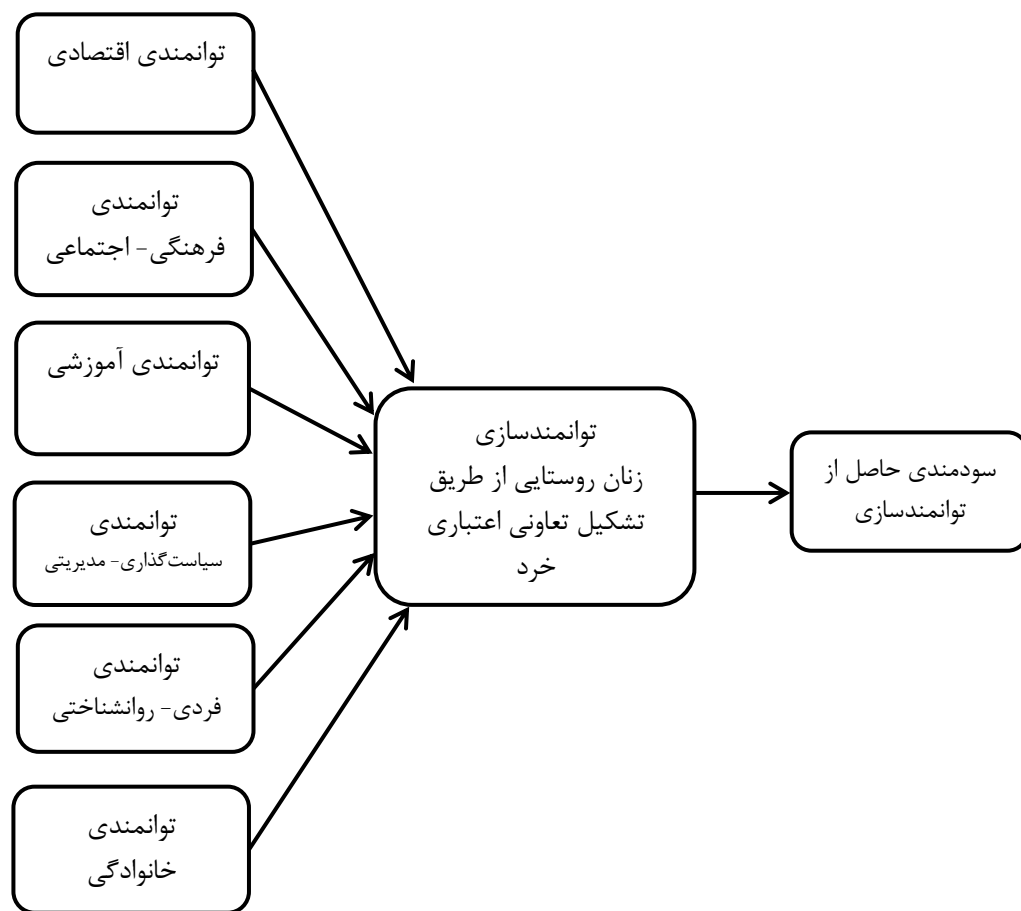 توانمندی اقتصادی
توانمندی
فرهنگی- اجتماعی
توانمندی آموزشی
توانمندی
سیاست‌گذاری- مدیریتی
توانمندی
فردی- روانشناختی
توانمندی
خانوادگی
توانمندسازی
زنان روستایی از طریق
تشکیل تعاونی اعتباری
خرد
سودمندی حاصل از
توانمندسازی